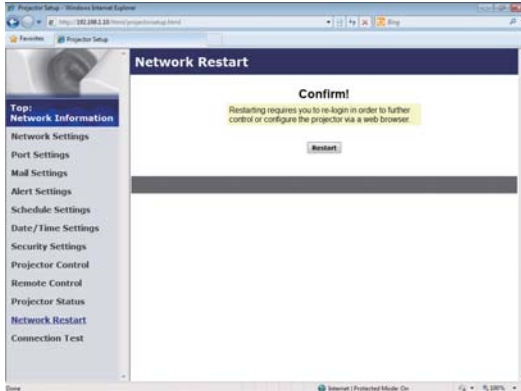 Projector Setup - Windows Internet Explorer
Bing
Favorites
Projector Setup
Top:
Network Information
Network Settings
Port Settings
Mail Settings
Alert Settings
Schedule Settings
Date/Time Settings
Security Settings
Projector Control
Remote Control
Projector Status
Network Restart
Connection Test
Network Restart
Confirm!
Restarting requires you to re-login in order to further
control or configure the projector via a web browser.
Restart
Done
Internet | Protected Mode: On
100%